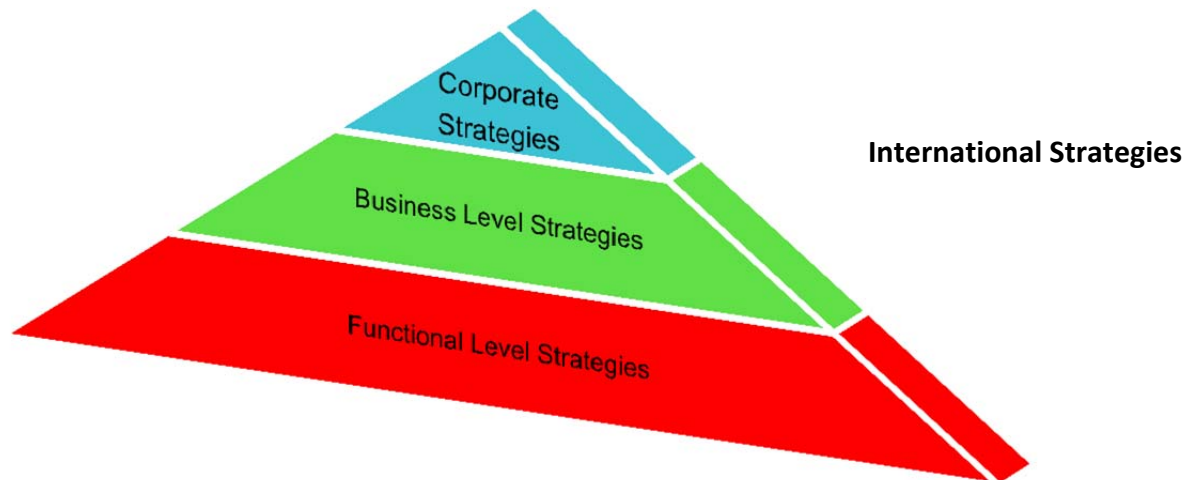 Corporate
Strategies
International Strategies
Business Level Strategies
Functional Level Strategies